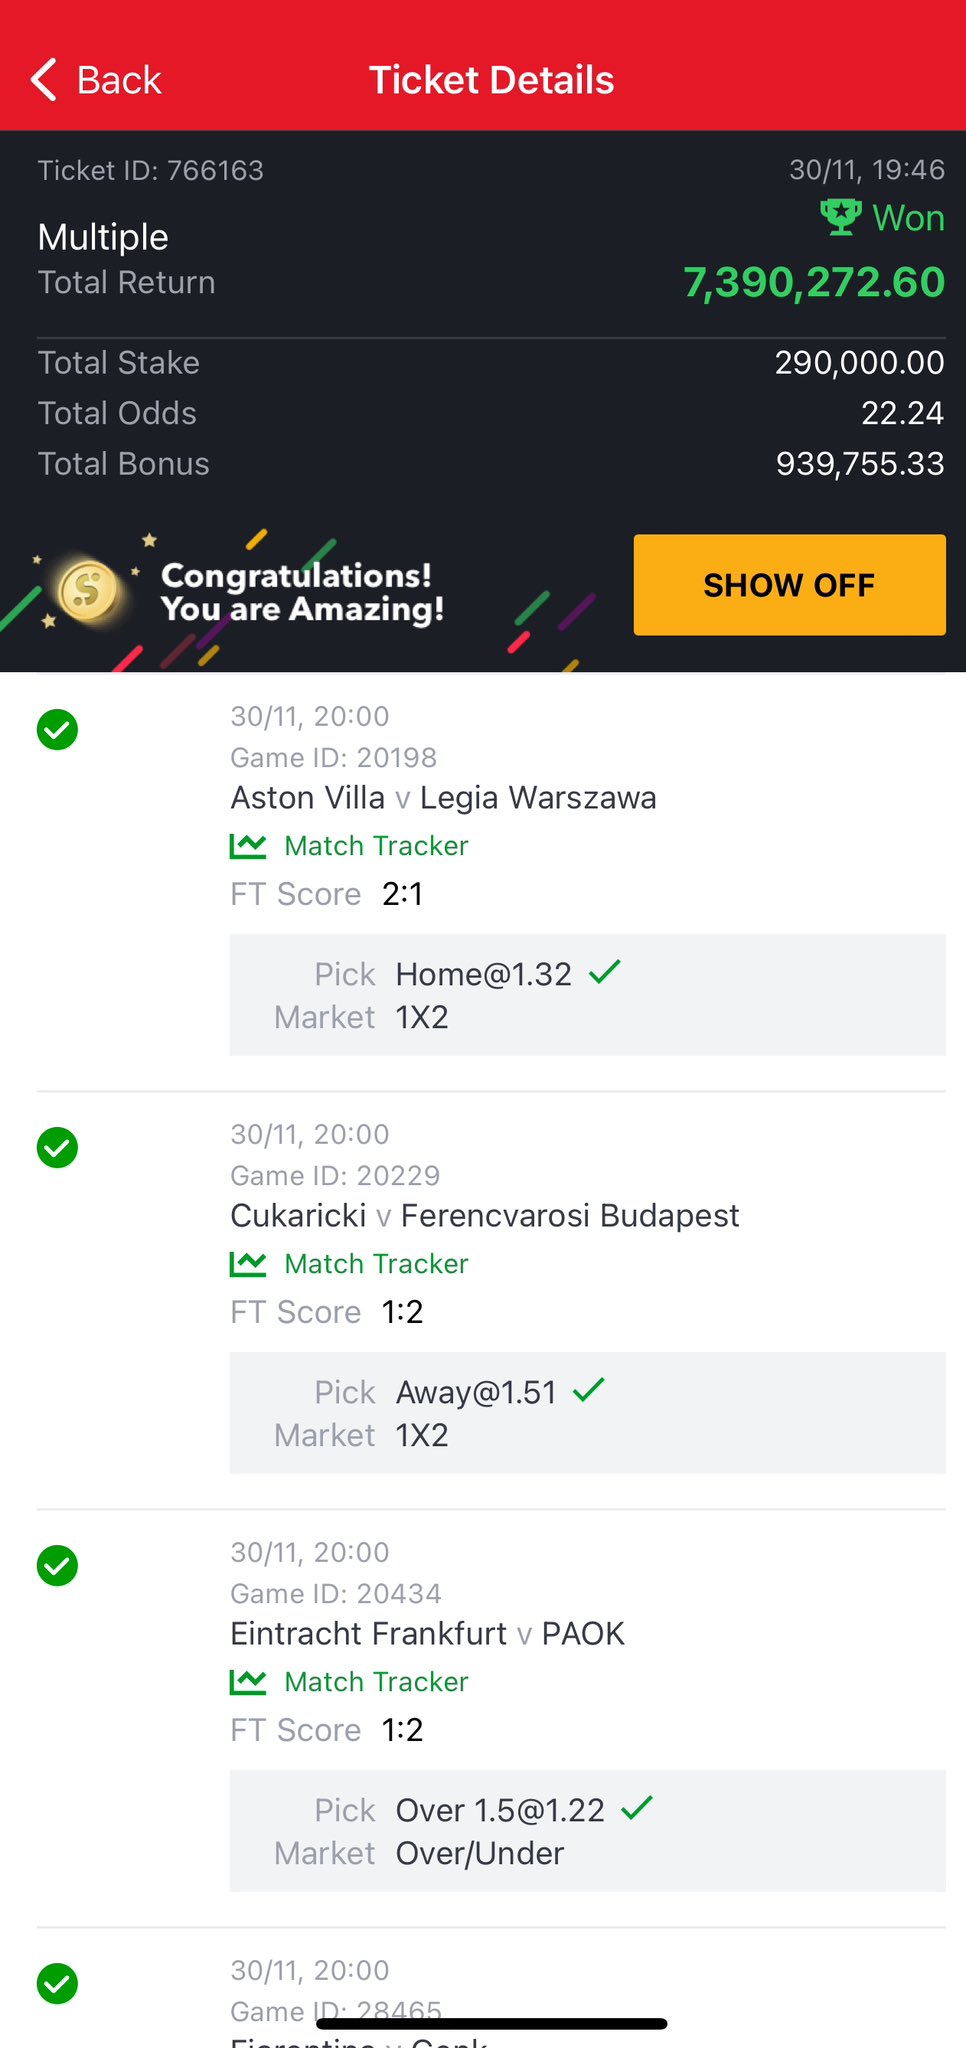 Back
Ticket Details
Ticket ID: 766163
30/11, 19:46
Won
Multiple
Total Return
7,390,272.60
Total Stake
290,000.00
Total Odds
22.24
Total Bonus
939,755.33
Congratulations!
You are Amazing!
SHOW OFF
30/11, 20:00
Game ID: 20198
Aston Villa v Legia Warszawa
Match Tracker
FT Score 2:1
Pick Home@1.32
Market 1X2
30/11, 20:00
Game ID: 20229
Cukaricki v Ferencvarosi Budapest
Match Tracker
FT Score 1:2
Pick Away@1.51
Market 1X2
30/11, 20:00
Game ID: 20434
Eintracht Frankfurt v PAOK
Match Tracker
FT Score 1:2
Pick Over 1.5@1.22
Market Over/Under
30/11, 20:00
Game ID: 28465
Fiorentina v Genk